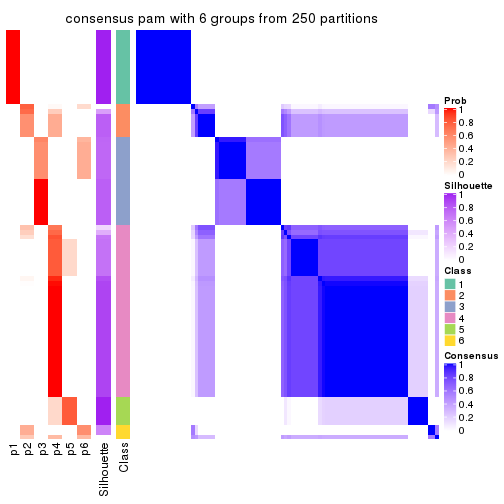 consensus pam with 6 groups from 250 partitions
Prob
1
0.8
0.6
0.4
0.2
0
Silhouette
1
0.8
0.6
0.4
0.2
0
Class
1
2
3
4
5
6
Consensus
1
0.8
0.6
0.4
0.2
0
p1
p2
p3
p4
p5
p6
Silhouette
Class